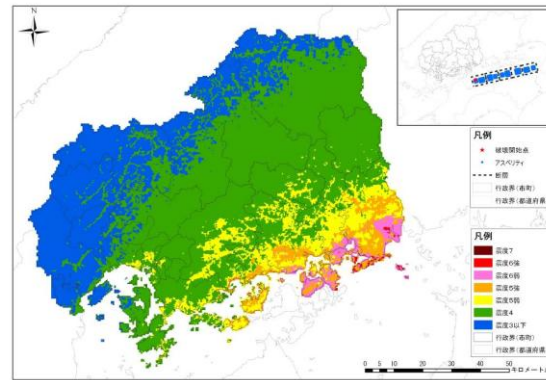 N
凡例
破壊開始点
アスペリティ
断層
行政界(市町)
行政界(都道府県
凡例
震度7
震度6強
震度6弱
震度5強
震度5弱
震度4
震度3以下
行政界(市町)
行政界(都道府県
0 5 10 20 30 40 50
キロメートル